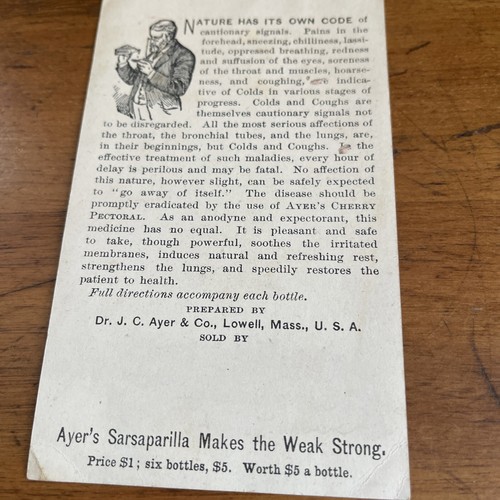 NATURE HAS ITS OWN CODE of
cautionary signals. Pains in the
forehead, sneezing, chilliness, lassi-
tude, oppressed breathing, redness
and suffusion of the eyes, soreness
of the throat and muscles, hoarse-
ness, and coughing, are indica-
tive of Colds in various stages of
progress. Colds and Coughs are
themselves cautionary signals not
to be disregarded. All the most serious affections of
the throat, the bronchial tubes, and the lungs, are,
in their beginnings, but Colds and Coughs. In the
effective treatment of such maladies, every hour of
delay is perilous and may be fatal. No affection of
this nature, however slight, can be safely expected
to "go away of itself." The disease should be
promptly eradicated by the use of AYER'S CHERRY
PECTORAL. As an anodyne and expectorant, this
medicine has no equal. It is pleasant and safe
to take, though powerful, soothes the irritated
membranes, induces natural and refreshing rest,
strengthens the lungs, and speedily restores the
patient to health.
Full directions accompany each bottle.
PREPARED BY
Dr. J. C. Ayer & Co., Lowell, Mass., U. S. A.
SOLD BY
Ayer's Sarsaparilla Makes the Weak Strong.
Price $1; six bottles, $5. Worth $5 a bottle.